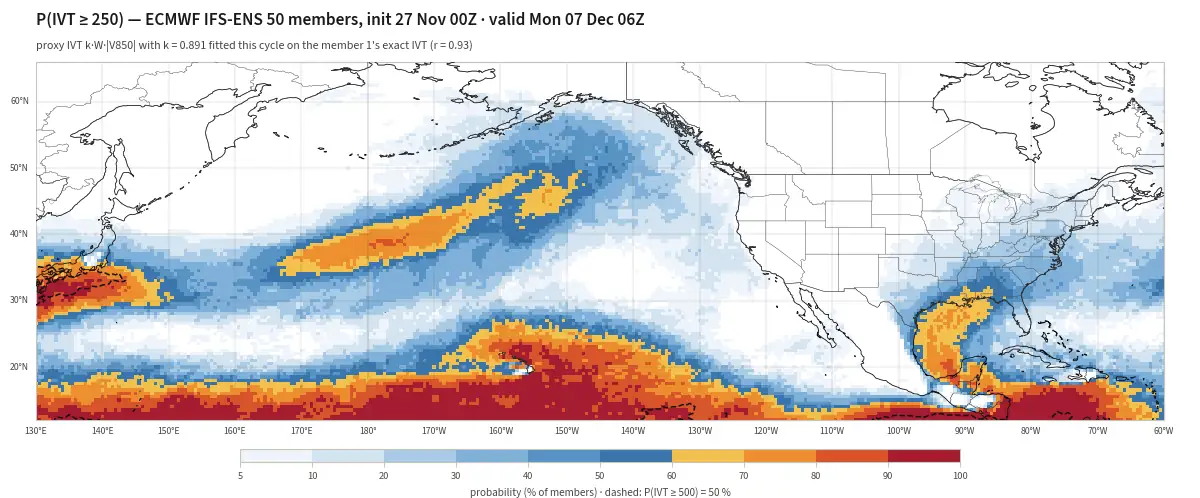 P(IVT ≥ 250) — ECMWF IFS-ENS 50 members, init 27 Nov 00Z · valid Mon 07 Dec 06Z
proxy IVT k·W·|V850| with k = 0.891 fitted this cycle on the member 1's exact IVT (r = 0.93)
60°N
50°N
40°N
30°N
20°N
130°E 140°E 150°E 160°E 170°E 180° 170°W 160°W 150°W 140°W 130°W 120°W 110°W 100°W 90°W 80°W 70°W 60°W
5 10 20 30 40 50 60 70 80 90 100
probability (% of members) · dashed: P(IVT ≥ 500) = 50 %